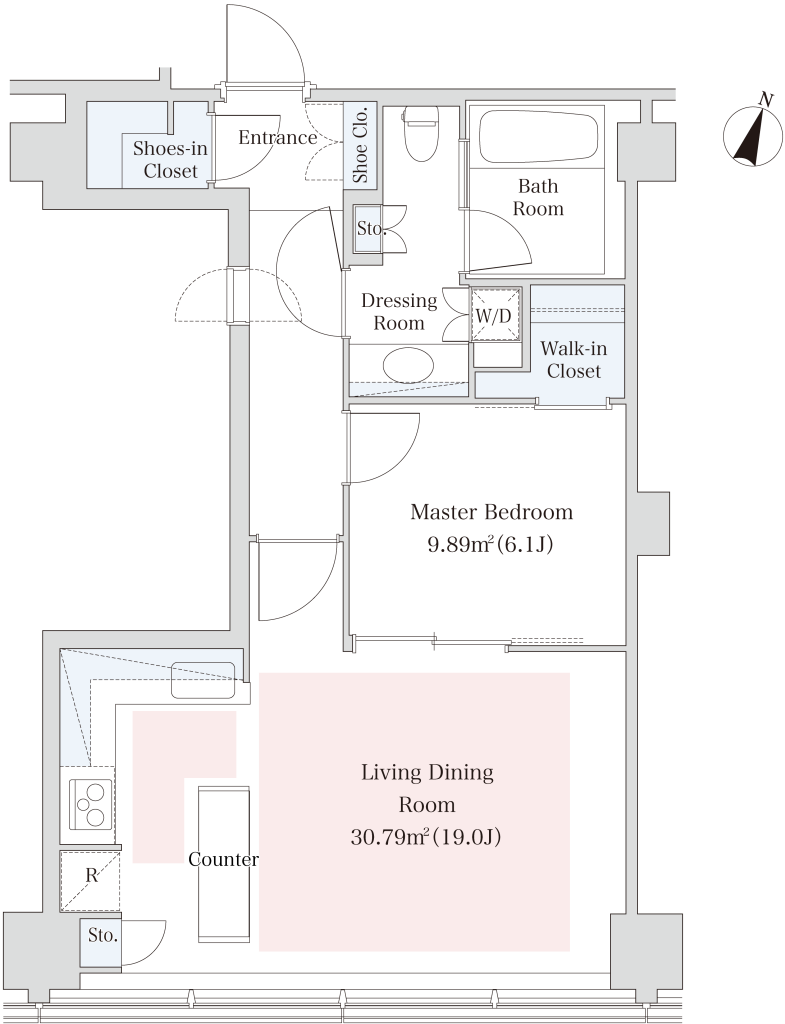 N
Shoes-in
Closet
Entrance
Shoe Clo.
Bath
Room
Sto.
Dressing
Room
W/D
Walk-in
Closet
Master Bedroom
9.89m²(6.1J)
Living Dining
Room
30.79m²(19.0J)
Counter
R
Sto.